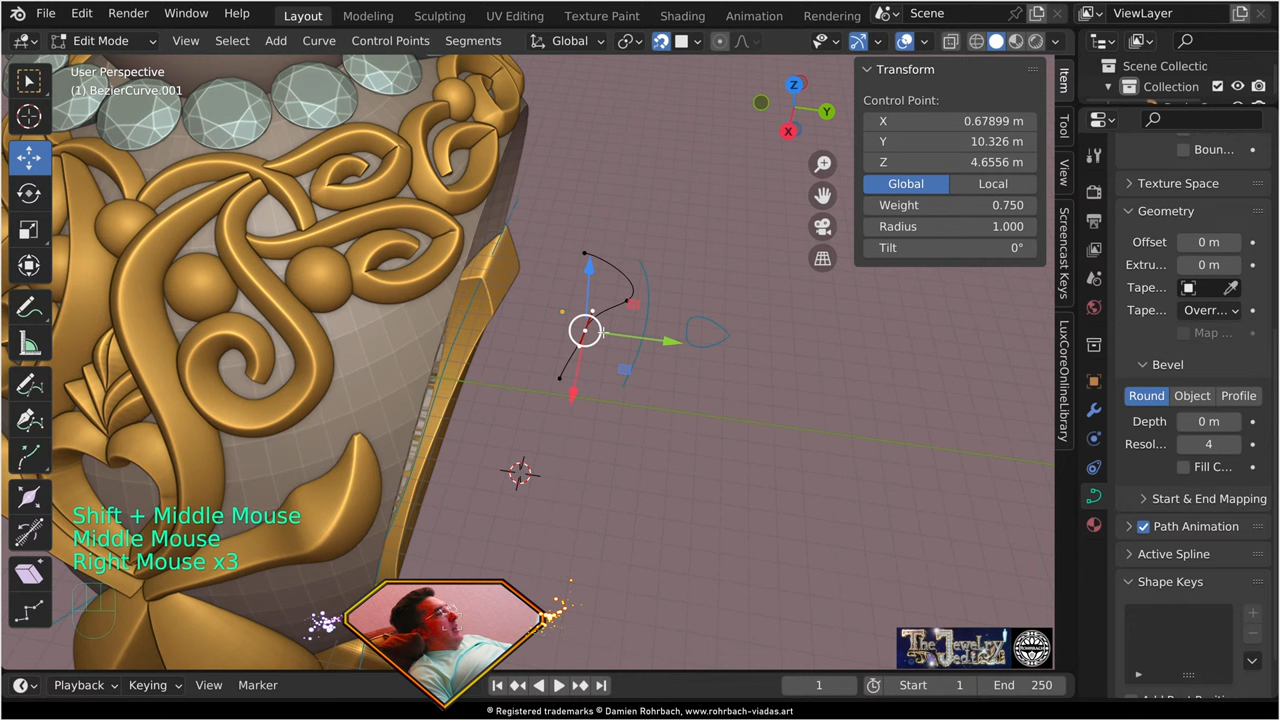 File Edit Render Window Help Layout Modeling Sculpting UV Editing Texture Paint Shading Animation Rendering Scene ViewLayer
Edit Mode View Select Add Curve Control Points Segments Global
User Perspective
(1) BezierCurve.001
Z
Y
X
Transform
Control Point:
X 0.67899 m
Y 10.326 m
Z 4.6556 m
Global Local
Weight 0.750
Radius 1.000
Tilt 0°
Item
Tool
View
Screencast Keys
LuxCoreOnlineLibrary
Scene Collectic
Collection
Boun...
Texture Space
Geometry
Offset 0 m
Extru... 0 m
Tape...
Tape... Overr...
Map ...
Bevel
Round Object Profile
Depth 0 m
Resol... 4
Fill C...
Start & End Mapping
Path Animation
Active Spline
Shape Keys
Shift + Middle Mouse
Middle Mouse
Right Mouse x3
The Jewelry
ROHRBACH
Playback Keying View Marker 1 Start 1 End 250
® Registered trademarks © Damien Rohrbach, www.rohrbach-viadas.art